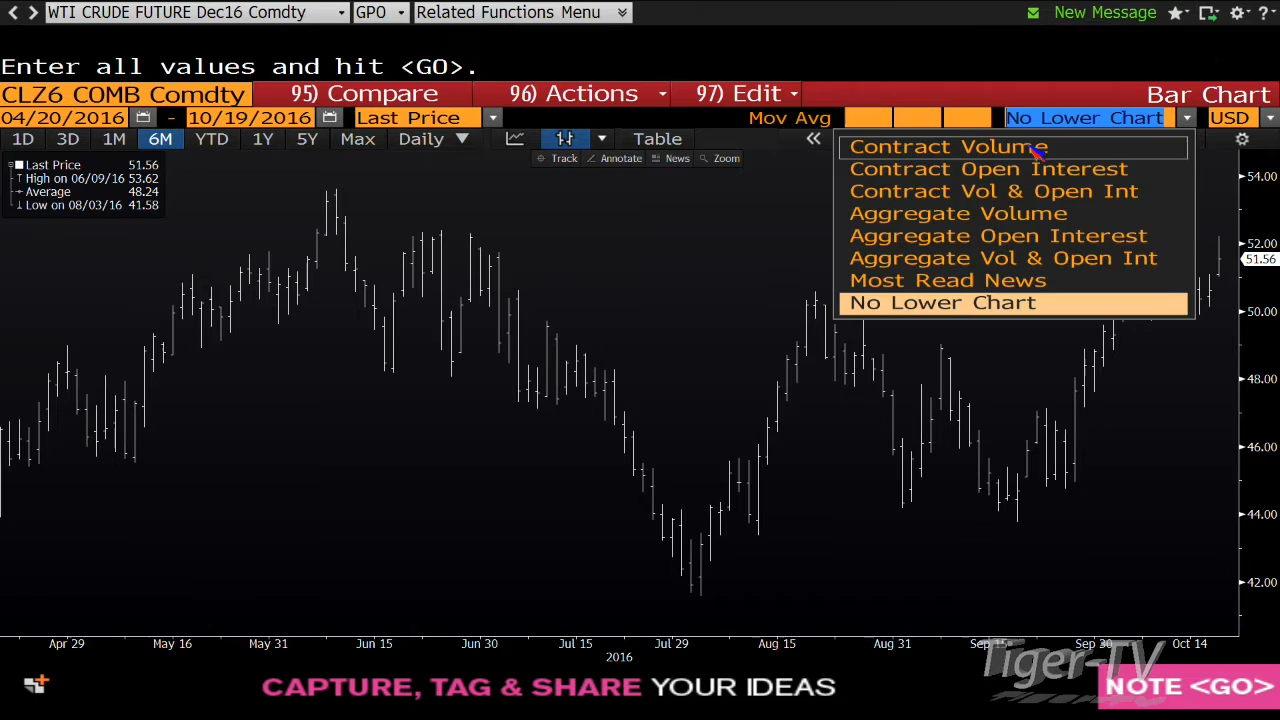 WTI CRUDE FUTURE Dec16 Comdty GPO Related Functions Menu New Message ?
Enter all values and hit <GO>.
CLZ6 COMB Comdty 95) Compare 96) Actions 97) Edit Bar Chart
04/20/2016 - 10/19/2016 Last Price Mov Avg No Lower Chart USD
1D 3D 1M 6M YTD 1Y 5Y Max Daily Table
Track Annotate News Zoom
Last Price 51.56
High on 06/09/16 53.62
Average 48.24
Low on 08/03/16 41.58
Contract Volume
Contract Open Interest
Contract Vol & Open Int
Aggregate Volume
Aggregate Open Interest
Aggregate Vol & Open Int
Most Read News
No Lower Chart
54.00
52.00
51.56
50.00
48.00
46.00
44.00
42.00
Apr 29 May 16 May 31 Jun 15 Jun 30 Jul 15 Jul 29 Aug 15 Aug 31 Sep 15 Sep 30 Oct 14
2016
Tiger-TV
CAPTURE, TAG & SHARE YOUR IDEAS
NOTE <GO>